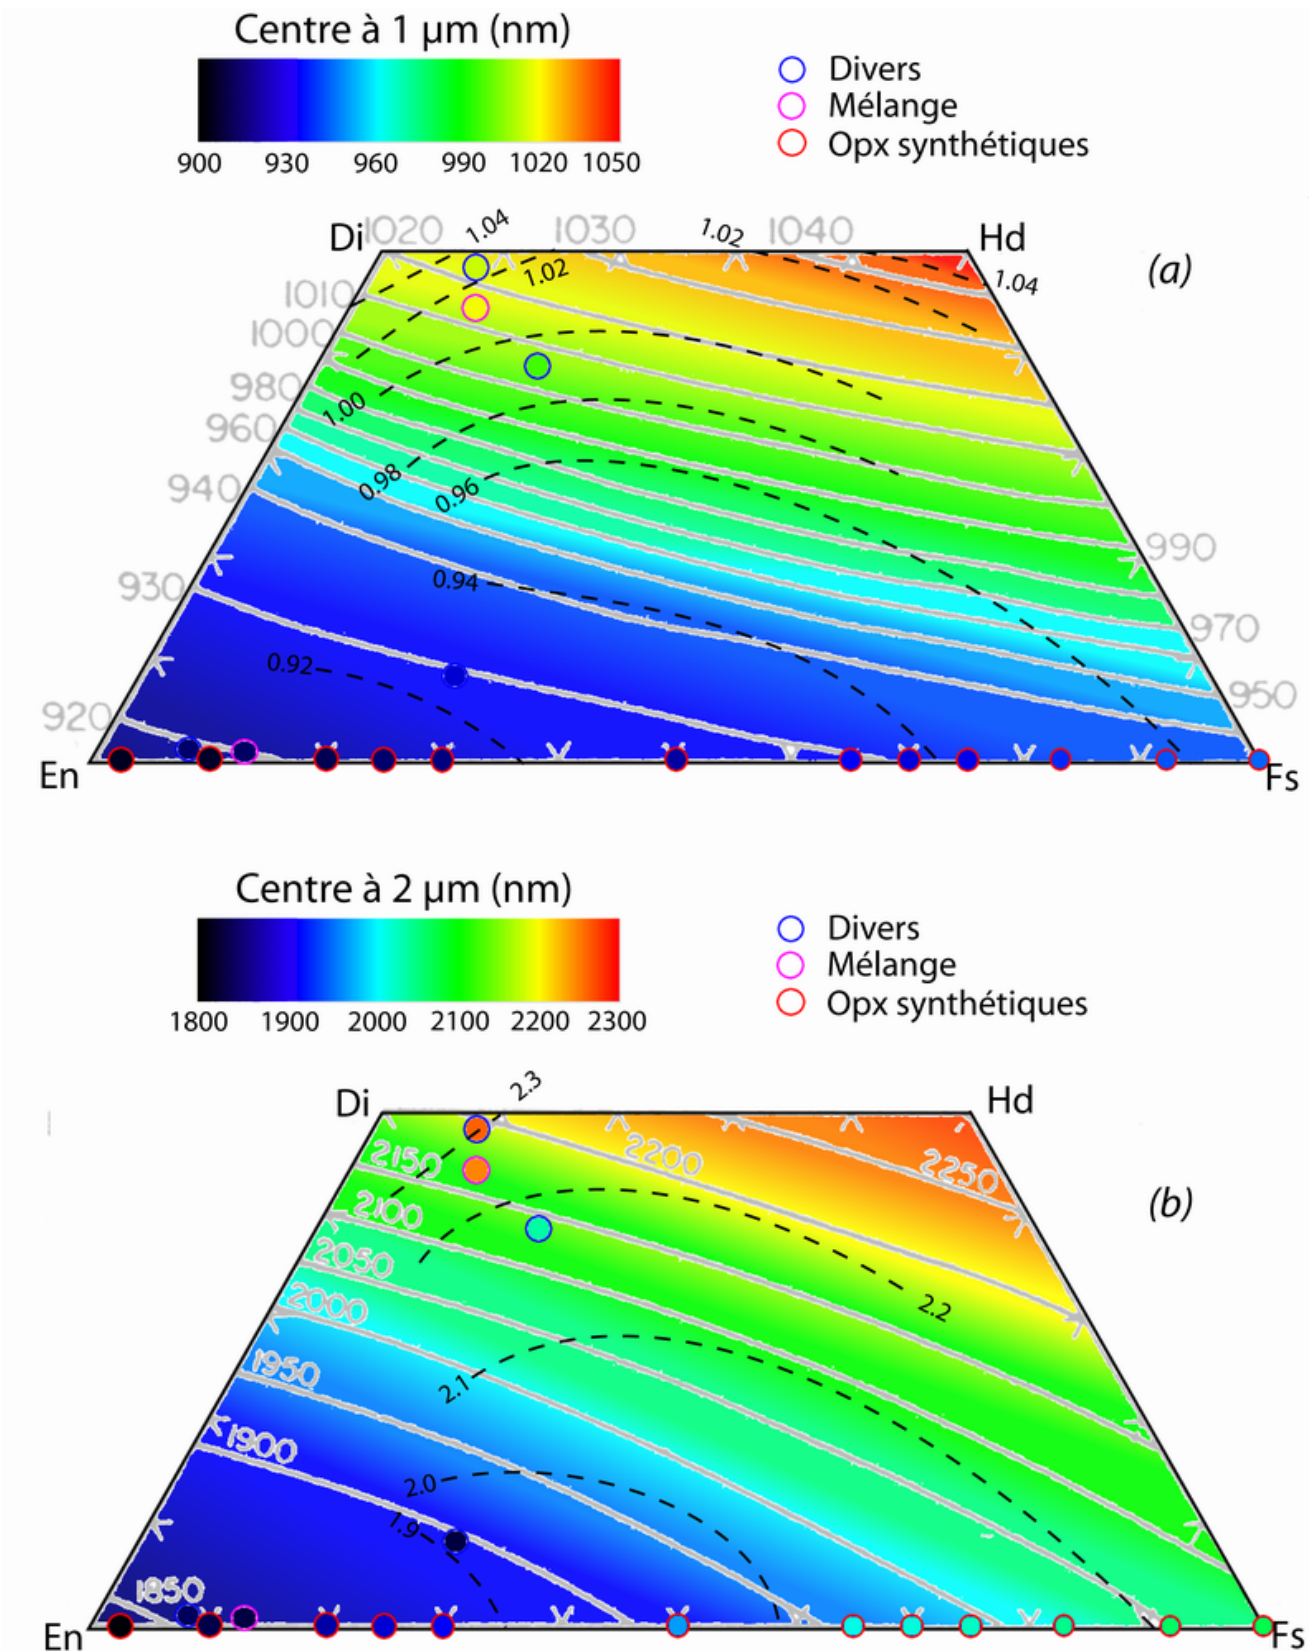 Centre à 1 µm (nm)
900 930 960 990 1020 1050
Divers
Mélange
Opx synthétiques
Di 1020 1.04 1030 1.02 1040 Hd
(a)
1.02
1.04
1010
1000
980
1.00
960
0.98
0.96
940
990
930
0.94
970
0.92
950
920
En
Fs
Centre à 2 µm (nm)
1800 1900 2000 2100 2200 2300
Divers
Mélange
Opx synthétiques
2.3
Di Hd
2150 2200 2250
(b)
2100
2050
2000
2.2
1950
2.1
1900
2.0
1.9
1850
En
Fs